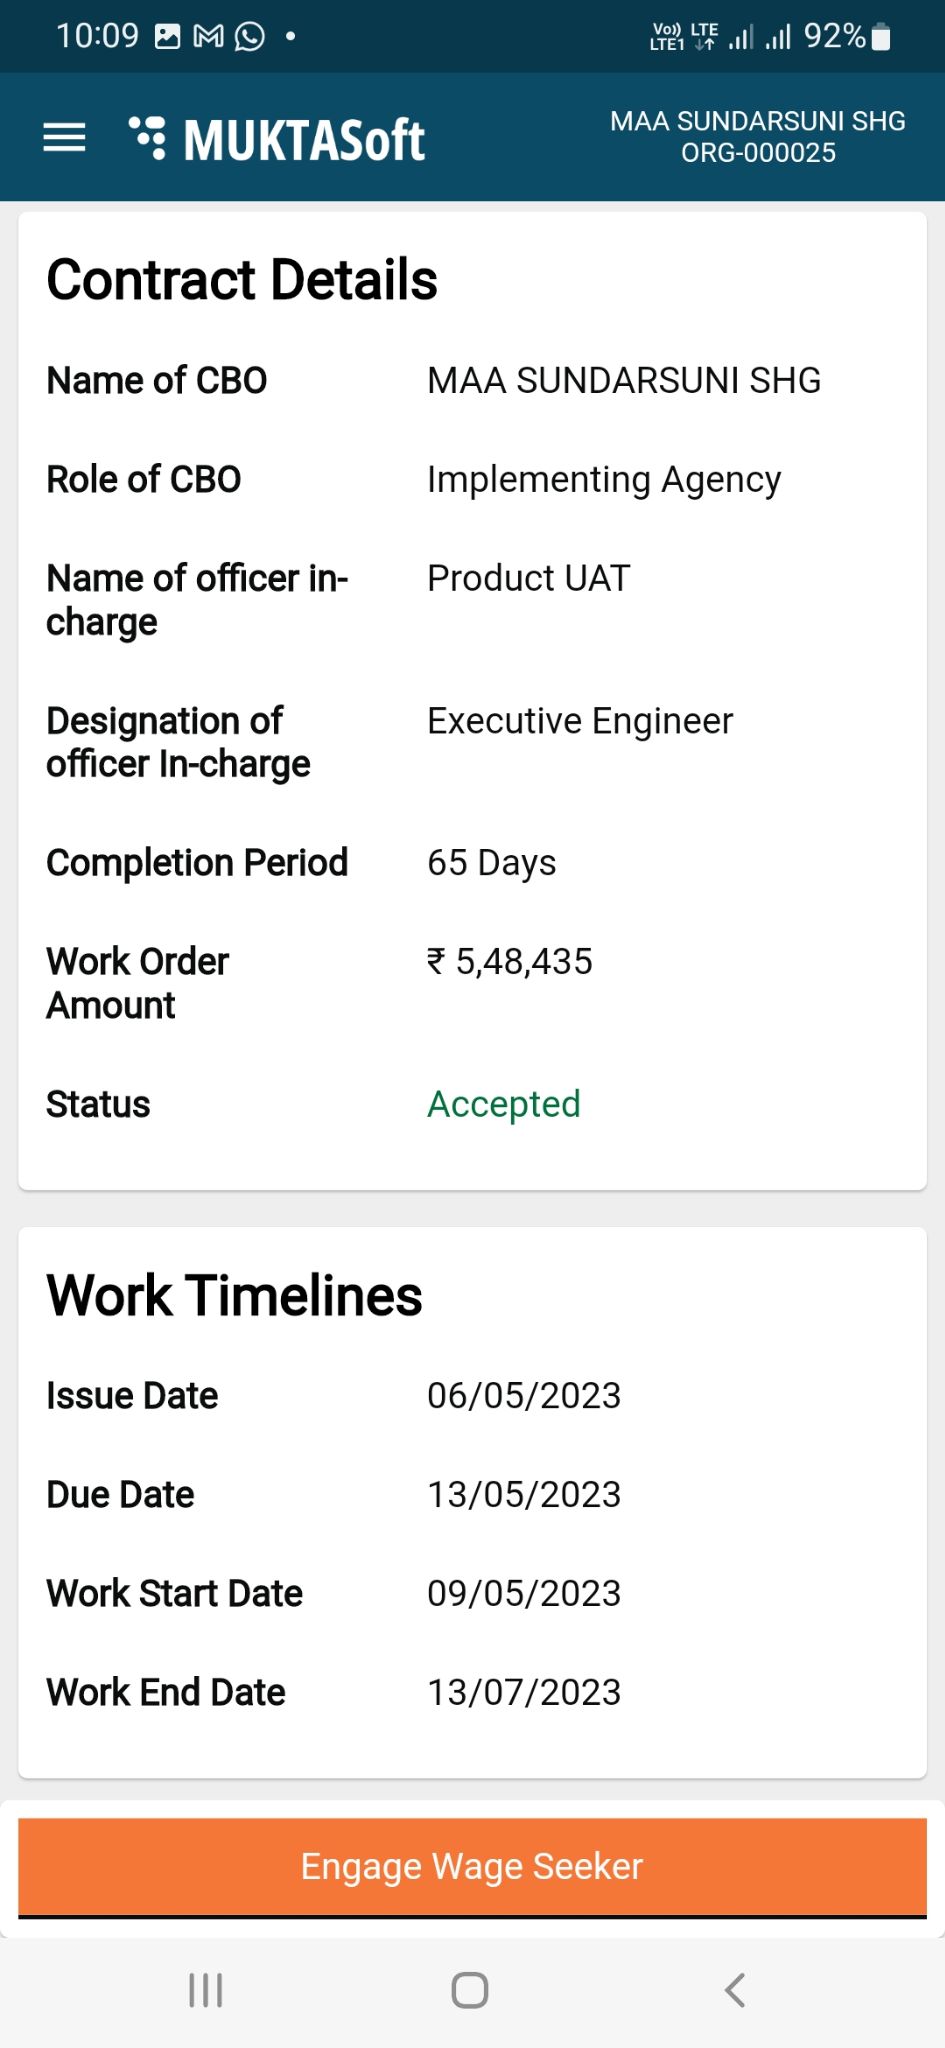 10:09
Vo)) LTE
LTE1
92%
MUKTASoft
MAA SUNDARSUNI SHG
ORG-000025
Contract Details
Name of CBO MAA SUNDARSUNI SHG
Role of CBO Implementing Agency
Name of officer in- Product UAT
charge
Designation of Executive Engineer
officer In-charge
Completion Period 65 Days
Work Order ₹ 5,48,435
Amount
Status Accepted
Work Timelines
Issue Date 06/05/2023
Due Date 13/05/2023
Work Start Date 09/05/2023
Work End Date 13/07/2023
Engage Wage Seeker